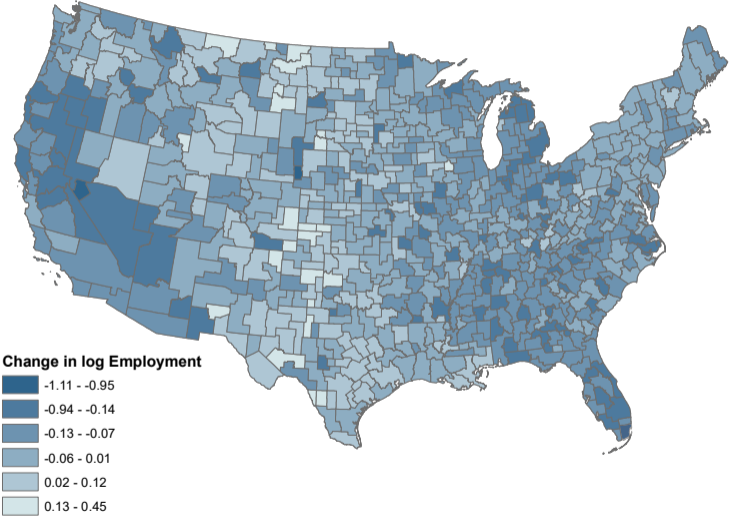 Change in log Employment
-1.11 - -0.95
-0.94 - -0.14
-0.13 - -0.07
-0.06 - 0.01
0.02 - 0.12
0.13 - 0.45